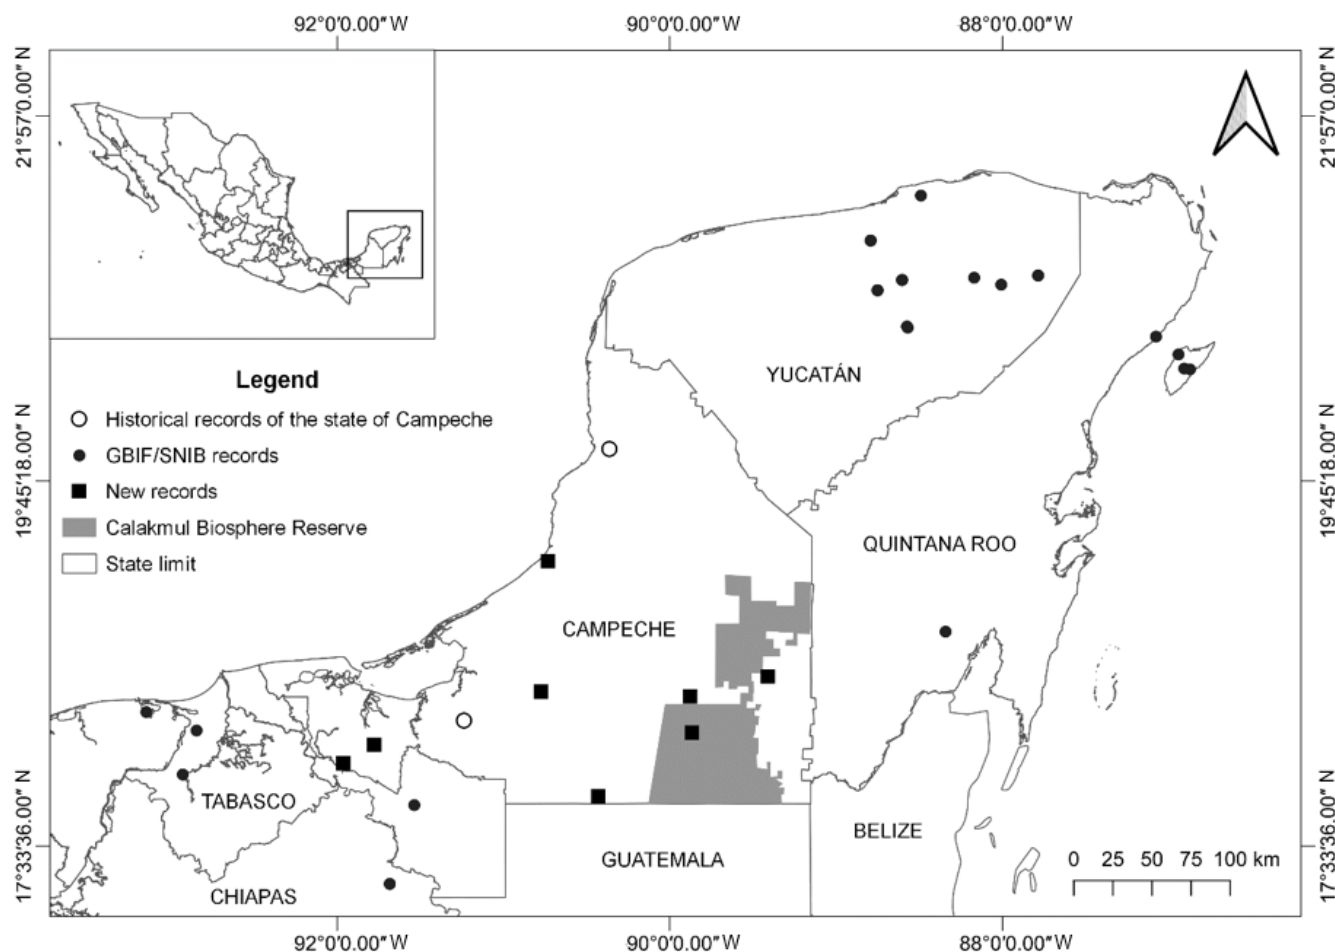 92°0'0.00" W 90°0'0.00" W 88°0'0.00" W
21°57'0.00" N 21°57'0.00" N
Legend
Historical records of the state of Campeche
GBIF/SNIB records
New records
Calakmul Biosphere Reserve
State limit
YUCATÁN
19°45'18.00" N 19°45'18.00" N
QUINTANA ROO
CAMPECHE
TABASCO
BELIZE
GUATEMALA
CHIAPAS
0 25 50 75 100 km
17°33'36.00" N 17°33'36.00" N
92°0'0.00" W 90°0'0.00" W 88°0'0.00" W